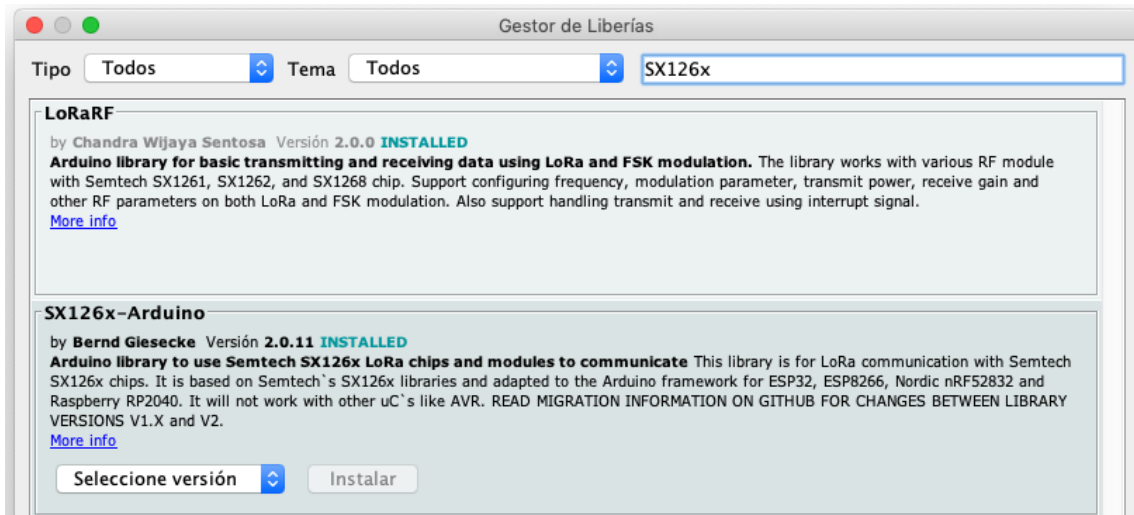 Gestor de Liberías
Tipo Todos Tema Todos SX126x
LoRaRF
by Chandra Wijaya Sentosa Versión 2.0.0 INSTALLED
Arduino library for basic transmitting and receiving data using LoRa and FSK modulation. The library works with various RF module
with Semtech SX1261, SX1262, and SX1268 chip. Support configuring frequency, modulation parameter, transmit power, receive gain and
other RF parameters on both LoRa and FSK modulation. Also support handling transmit and receive using interrupt signal.
More info
SX126x-Arduino
by Bernd Giesecke Versión 2.0.11 INSTALLED
Arduino library to use Semtech SX126x LoRa chips and modules to communicate This library is for LoRa communication with Semtech
SX126x chips. It is based on Semtech`s SX126x libraries and adapted to the Arduino framework for ESP32, ESP8266, Nordic nRF52832 and
Raspberry RP2040. It will not work with other uC`s like AVR. READ MIGRATION INFORMATION ON GITHUB FOR CHANGES BETWEEN LIBRARY
VERSIONS V1.X and V2.
More info
Seleccione versión Instalar